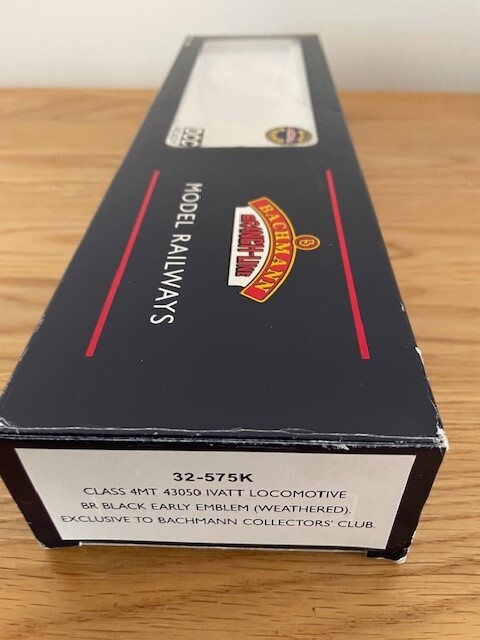 DCC
BACHMANN
BRANCH-LINE
MODEL RAILWAYS
32-575K
CLASS 4MT 43050 IVATT LOCOMOTIVE
BR BLACK EARLY EMBLEM (WEATHERED).
EXCLUSIVE TO BACHMANN COLLECTORS' CLUB.